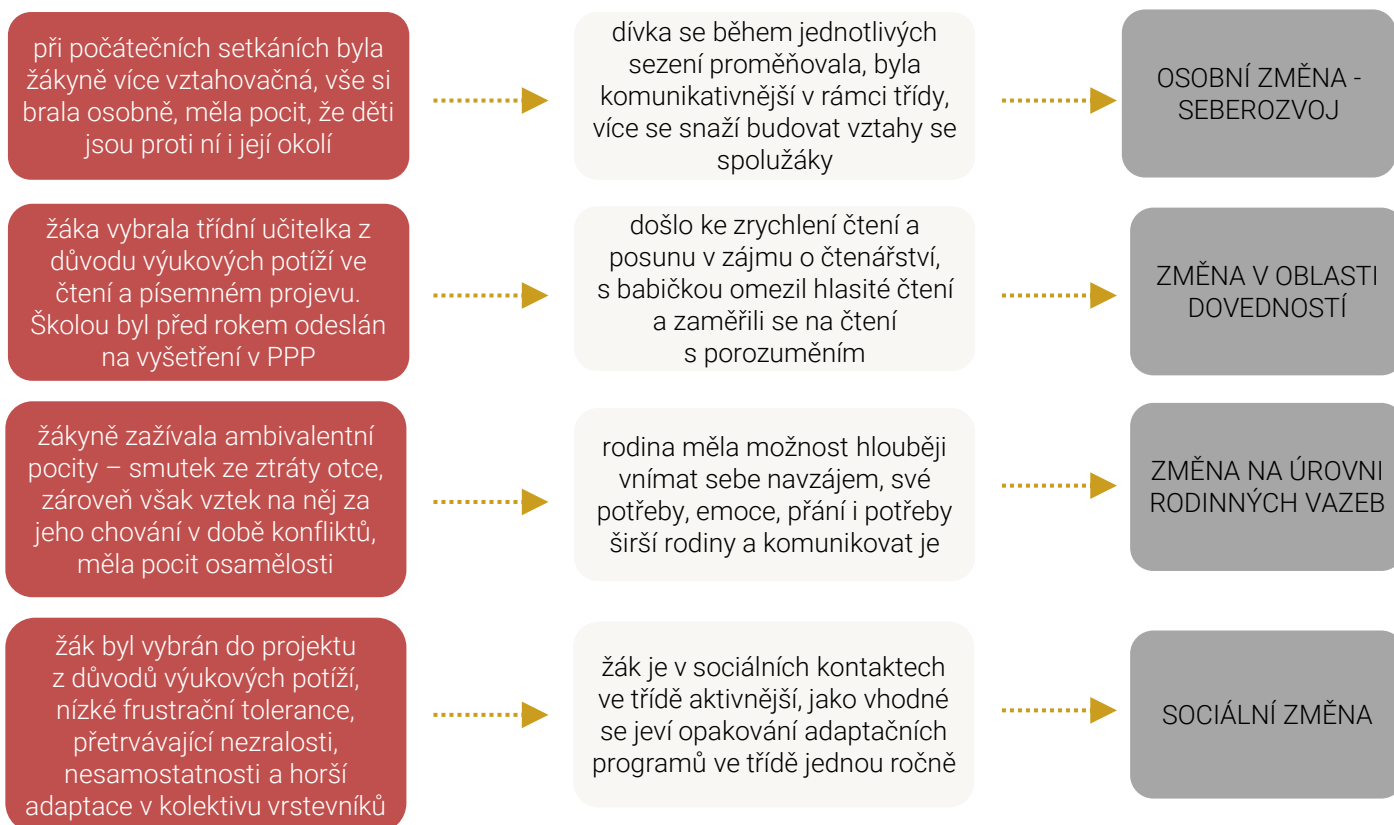 při počátečních setkáních byla
žákyně více vztahovačná, vše si
brala osobně, měla pocit, že děti
jsou proti ní i její okolí
dívka se během jednotlivých
sezení proměňovala, byla
komunikativnější v rámci třídy,
více se snaží budovat vztahy se
spolužáky
OSOBNÍ ZMĚNA -
SEBEROZVOJ
žáka vybrala třídní učitelka z
důvodu výukových potíží ve
čtení a písemném projevu.
Školou byl před rokem odeslán
na vyšetření v PPP
došlo ke zrychlení čtení a
posunu v zájmu o čtenářství,
s babičkou omezil hlasité čtení
a zaměřili se na čtení
s porozuměním
ZMĚNA V OBLASTI
DOVEDNOSTÍ
žákyně zažívala ambivalentní
pocity – smutek ze ztráty otce,
zároveň však vztek na něj za
jeho chování v době konfliktů,
měla pocit osamělosti
rodina měla možnost hlouběji
vnímat sebe navzájem, své
potřeby, emoce, přání i potřeby
širší rodiny a komunikovat je
ZMĚNA NA ÚROVNI
RODINNÝCH VAZEB
žák byl vybrán do projektu
z důvodů výukových potíží,
nízké frustrační tolerance,
přetrvávající nezralosti,
nesamostatnosti a horší
adaptace v kolektivu vrstevníků
žák je v sociálních kontaktech
ve třídě aktivnější, jako vhodné
se jeví opakování adaptačních
programů ve třídě jednou ročně
SOCIÁLNÍ ZMĚNA